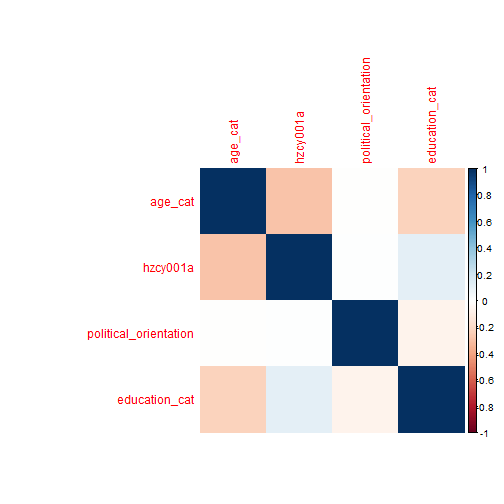 age_cat
hzcy001a
political_orientation
education_cat
age_cat
hzcy001a
political_orientation
education_cat
1
0.8
0.6
0.4
0.2
0
-0.2
-0.4
-0.6
-0.8
-1